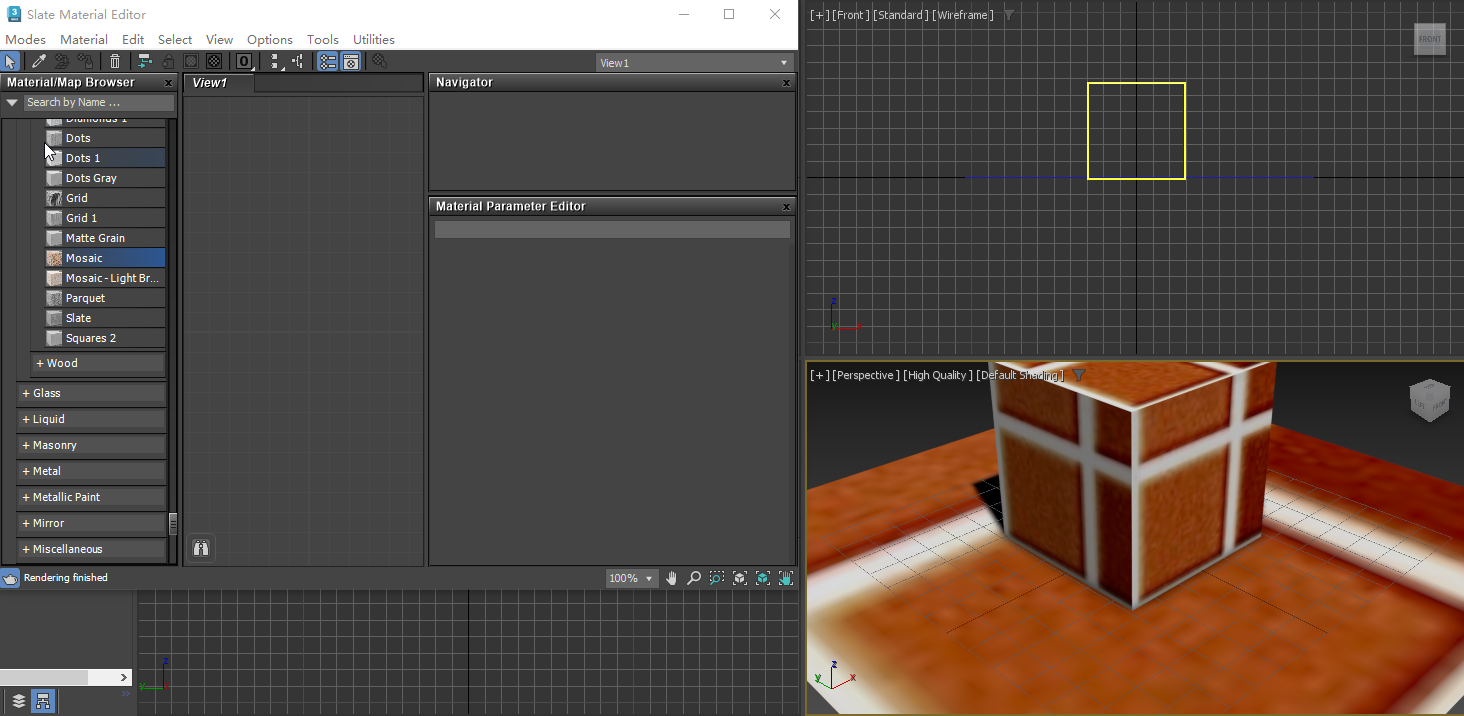 Slate Material Editor
Modes Material Edit Select View Options Tools Utilities
0
View1
Material/Map Browser x
Search by Name ...
Diamonds 1
Dots
Dots 1
Dots Gray
Grid
Grid 1
Matte Grain
Mosaic
Mosaic - Light Br...
Parquet
Slate
Squares 2
+ Wood
+ Glass
+ Liquid
+ Masonry
+ Metal
+ Metallic Paint
+ Mirror
+ Miscellaneous
View1
Navigator x
Material Parameter Editor x
Rendering finished
100%
[+] [Front] [Standard] [Wireframe]
FRONT
z
x
[+] [Perspective] [High Quality] [Default Shading]
FRONT
z
y
x
z
y